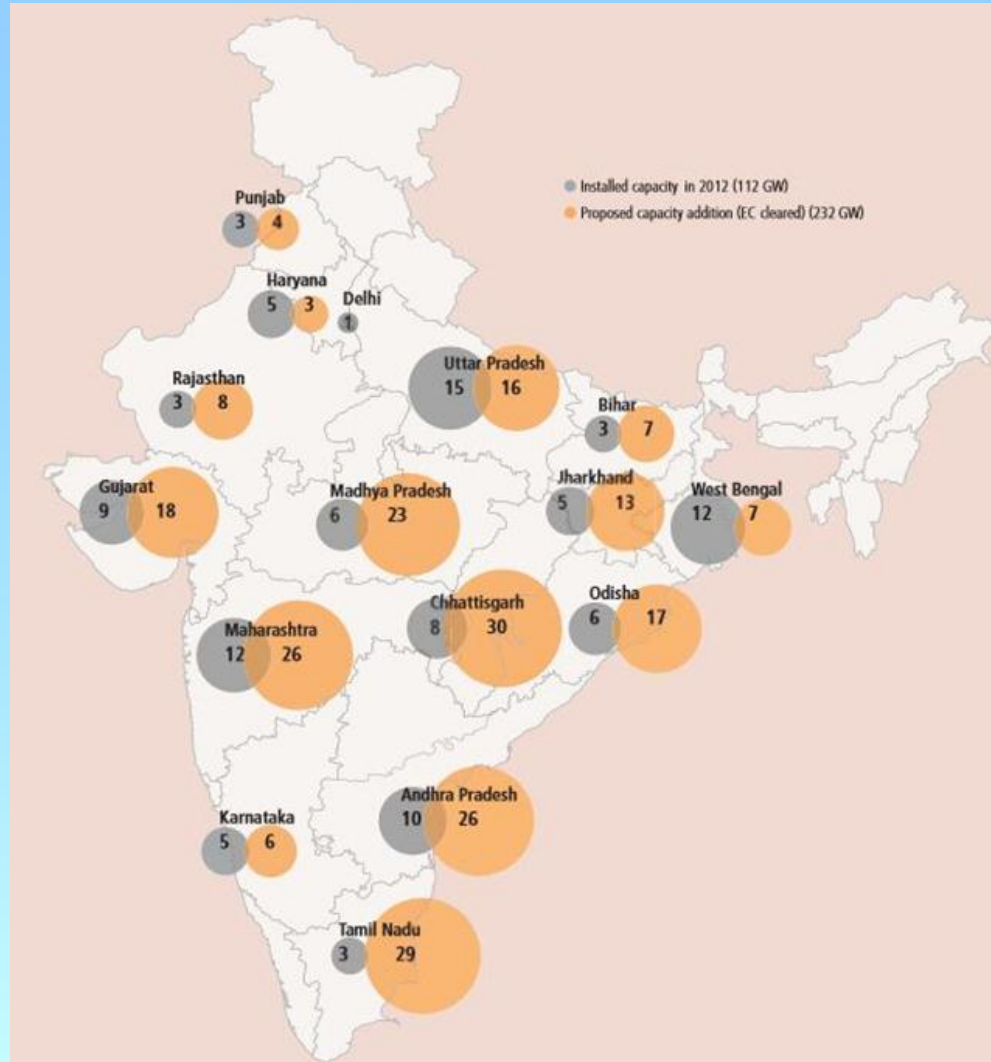 Installed capacity in 2012 (112 GW)
Proposed capacity addition (EC cleared) (232 GW)
Punjab
3 4
Haryana
5 3
Delhi
1
Uttar Pradesh
15 16
Rajasthan
3 8
Bihar
3 7
Gujarat
9 18
Madhya Pradesh
6 23
Jharkhand
5 13
West Bengal
12 7
Chhattisgarh
8 30
Odisha
6 17
Maharashtra
12 26
Andhra Pradesh
10 26
Karnataka
5 6
Tamil Nadu
3 29